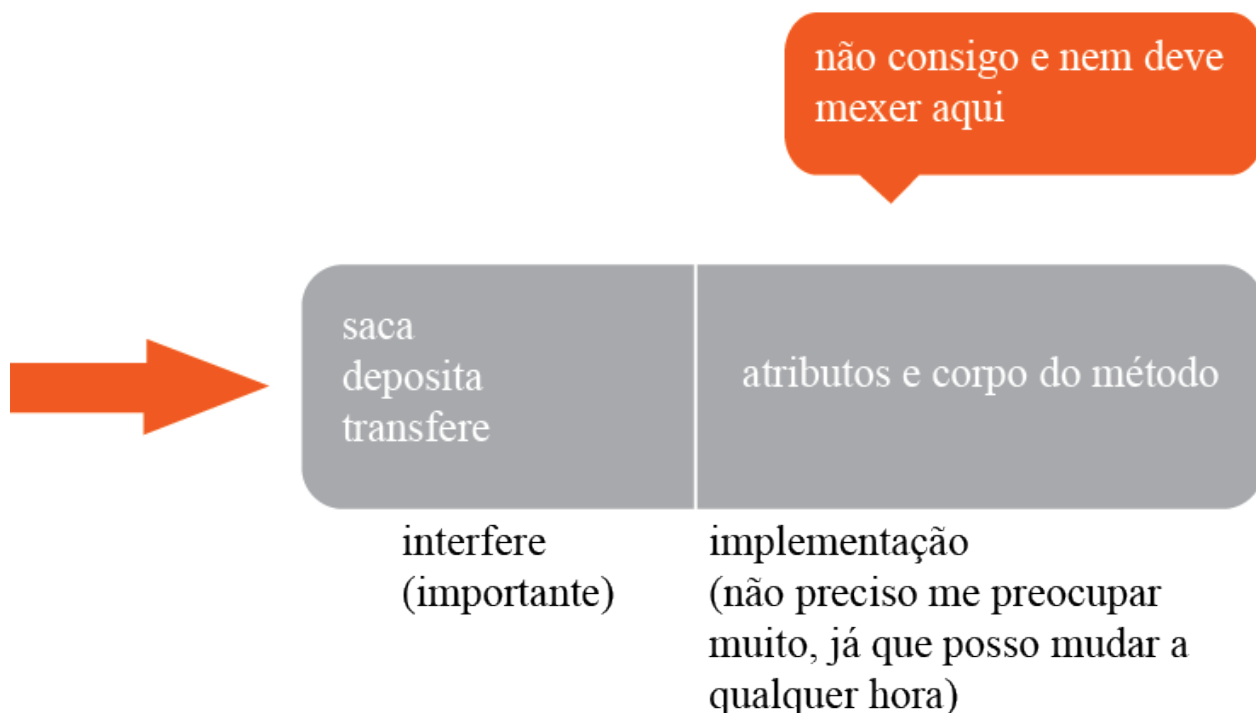 não consigo e nem deve
mexer aqui
saca
deposita
transfere
atributos e corpo do método
interfere
(importante)
implementação
(não preciso me preocupar
muito, já que posso mudar a
qualquer hora)